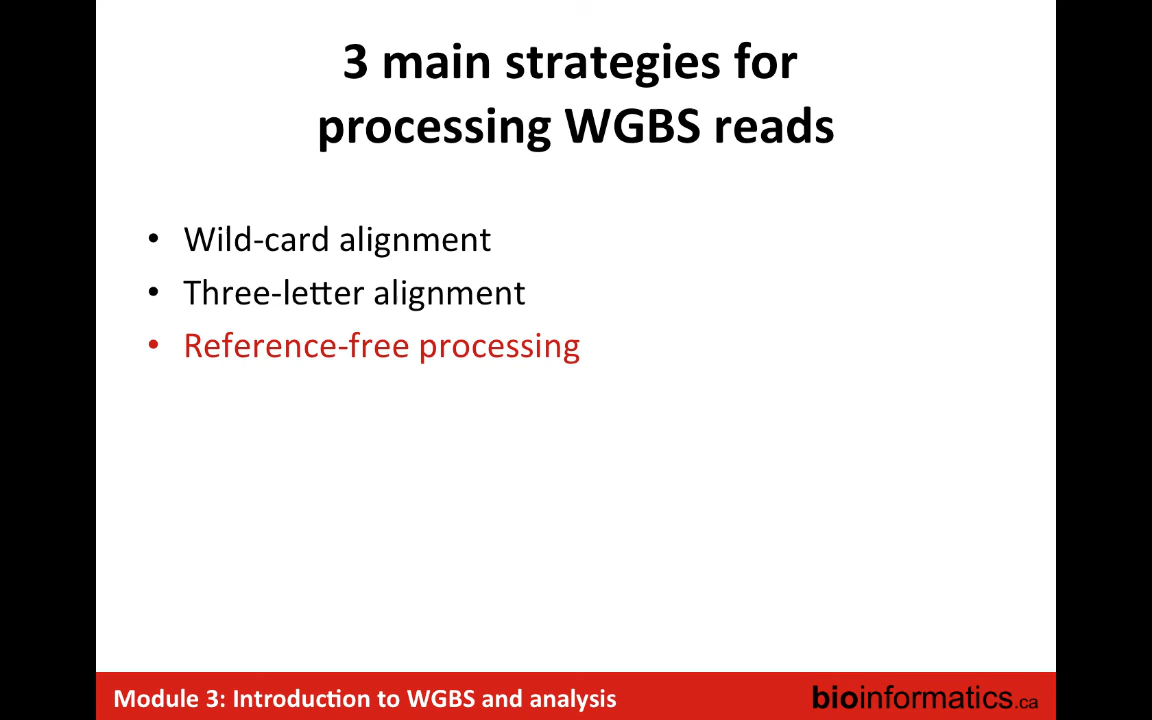 3 main strategies for
processing WGBS reads
• Wild-card alignment
• Three-letter alignment
• Reference-free processing
Module 3: Introduction to WGBS and analysis
bioinformatics.ca